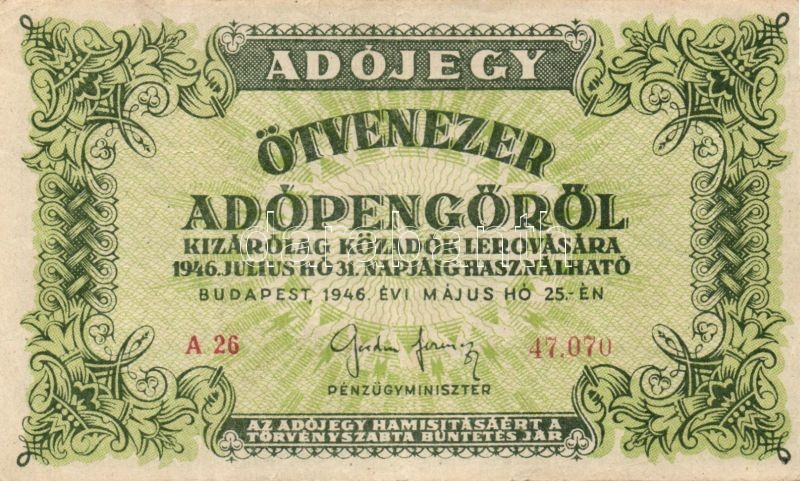 ADÓJEGY
ÖTVENEZER
ADÓPENGŐRŐL
KIZÁRÓLAG KÖZADÓK LEROVÁSÁRA
1946. JULIUS HÓ 31. NAPJÁIG HASZNÁLHATÓ
BUDAPEST, 1946. ÉVI MÁJUS HÓ 25.-ÉN
A 26
47.070
PÉNZÜGYMINISZTER
AZ ADÓJEGY HAMISITÁSÁÉRT A
TÖRVÉNYSZABTA BÜNTETÉS JÁR